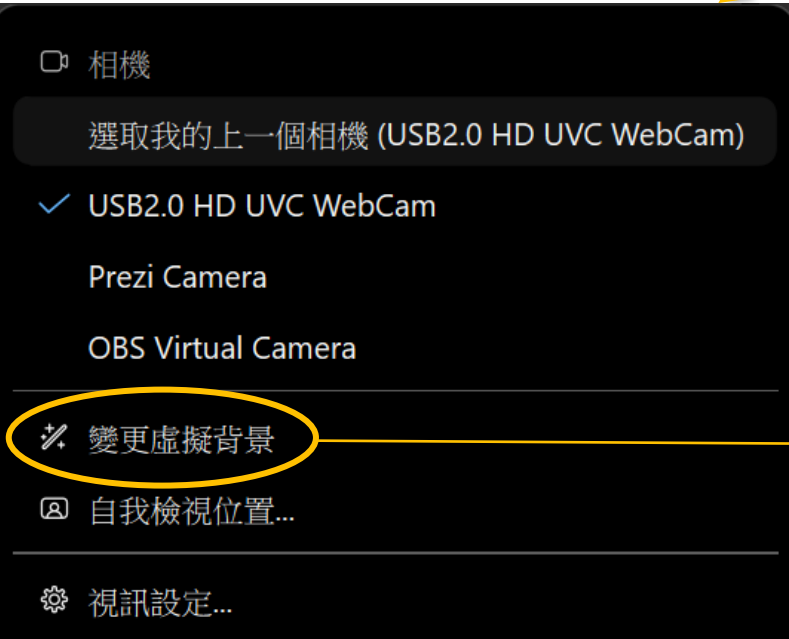 相機
選取我的上一個相機 (USB2.0 HD UVC WebCam)
USB2.0 HD UVC WebCam
Prezi Camera
OBS Virtual Camera
變更虛擬背景
自我檢視位置...
視訊設定...